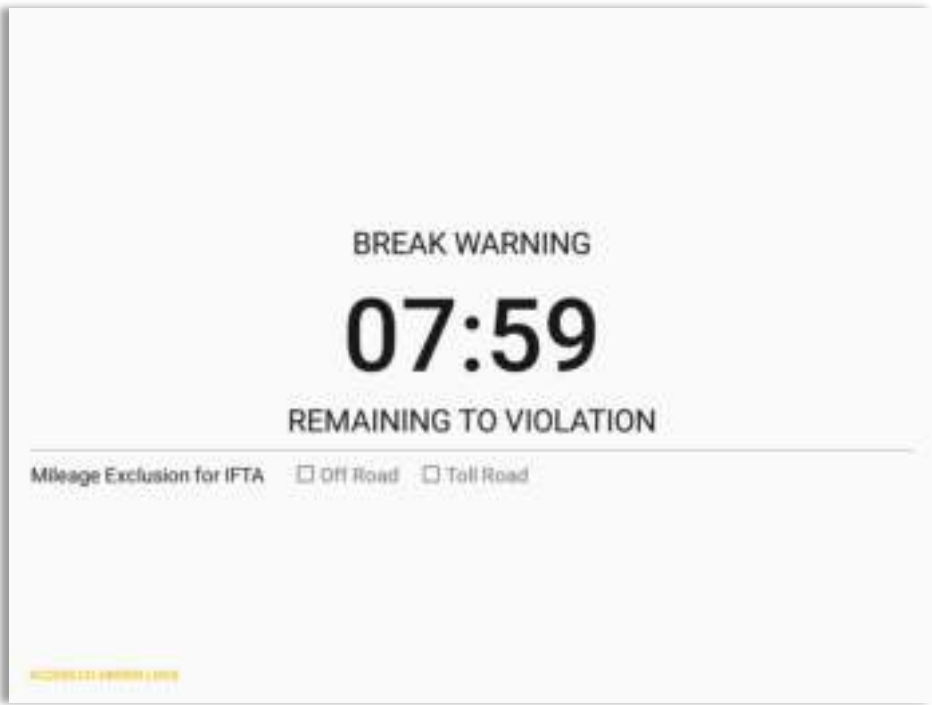 BREAK WARNING
07:59
REMAINING TO VIOLATION
Mileage Exclusion for IFTA Off Road Toll Road